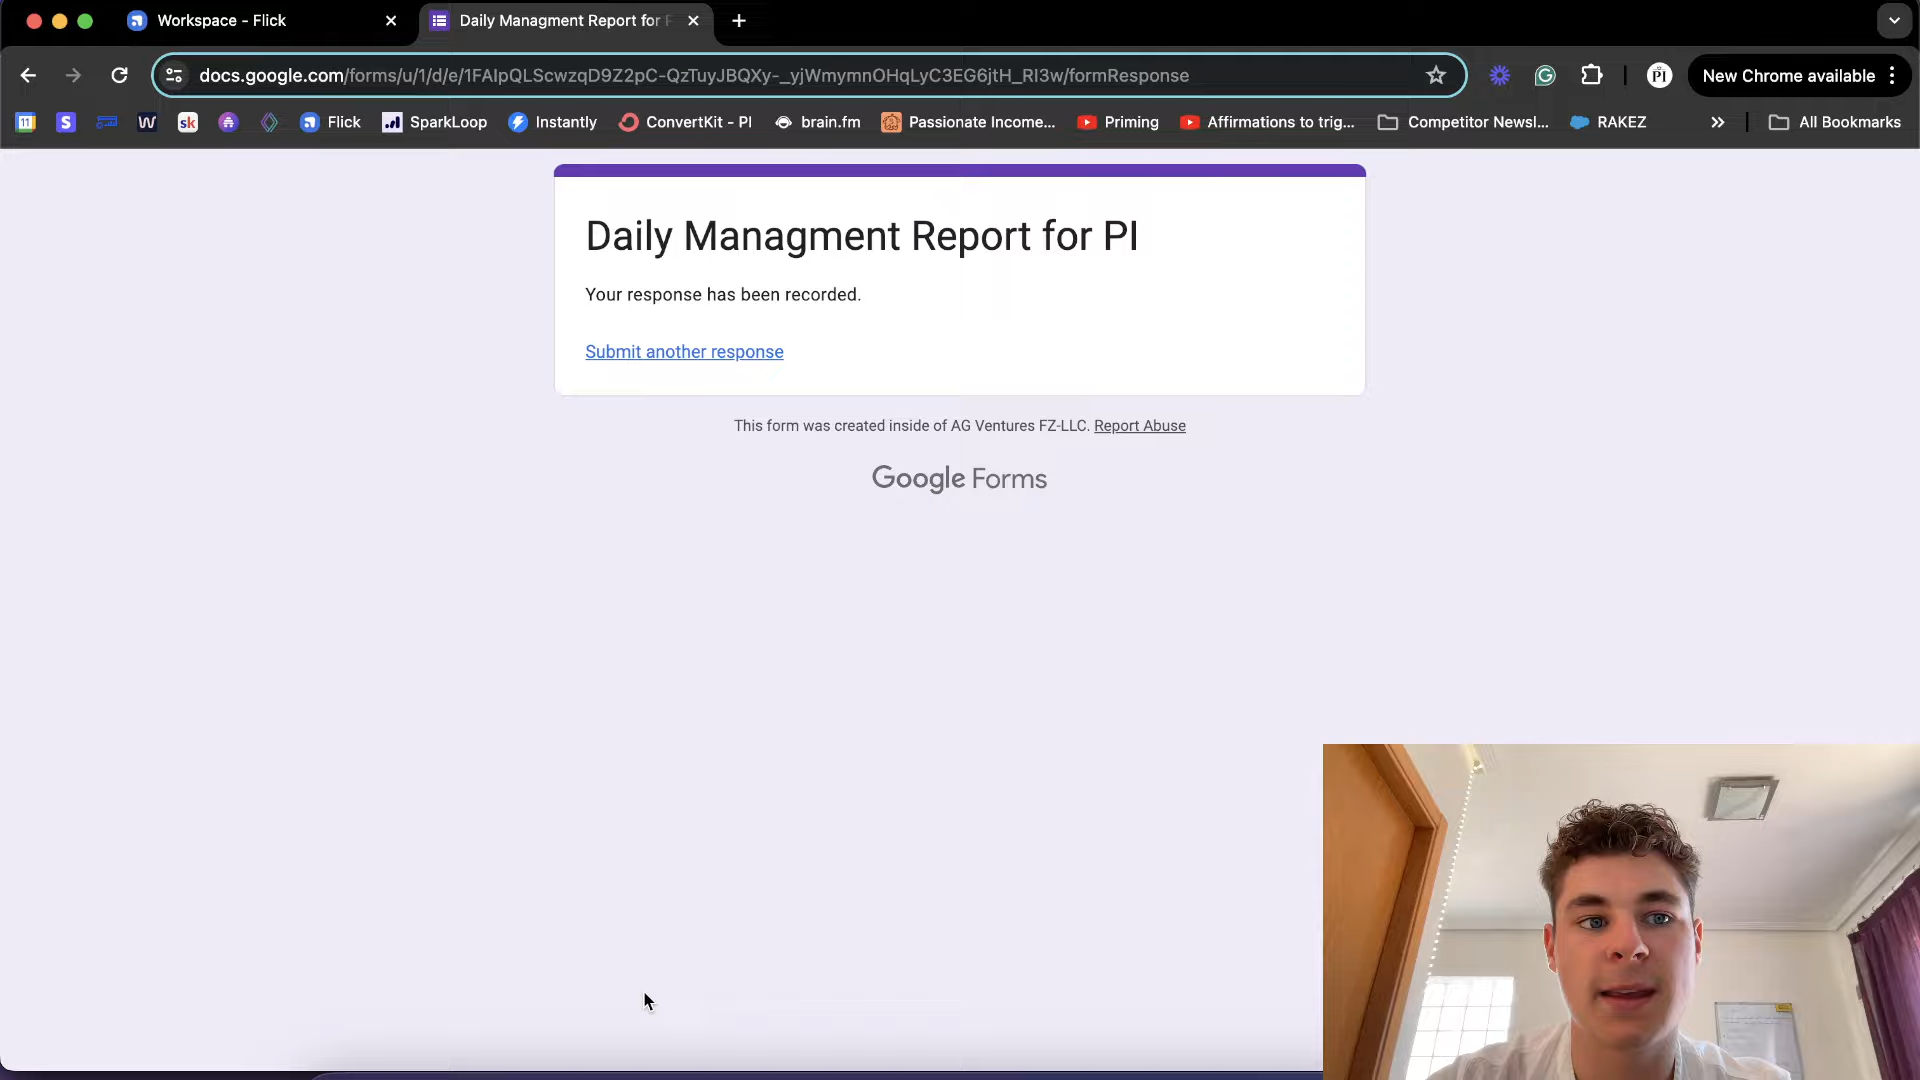 Workspace - Flick
Daily Managment Report for P
docs.google.com/forms/u/1/d/e/1FAIpQLScwzqD9Z2pC-QzTuyJBQXy-_yjWmymnOHqLyC3EG6jtH_RI3w/formResponse
PI
New Chrome available
11
S
W
sk
Flick
SparkLoop
Instantly
ConvertKit - PI
brain.fm
Passionate Income...
Priming
Affirmations to trig...
Competitor Newsl...
RAKEZ
All Bookmarks
Daily Managment Report for PI
Your response has been recorded.
Submit another response
This form was created inside of AG Ventures FZ-LLC. Report Abuse
Google Forms